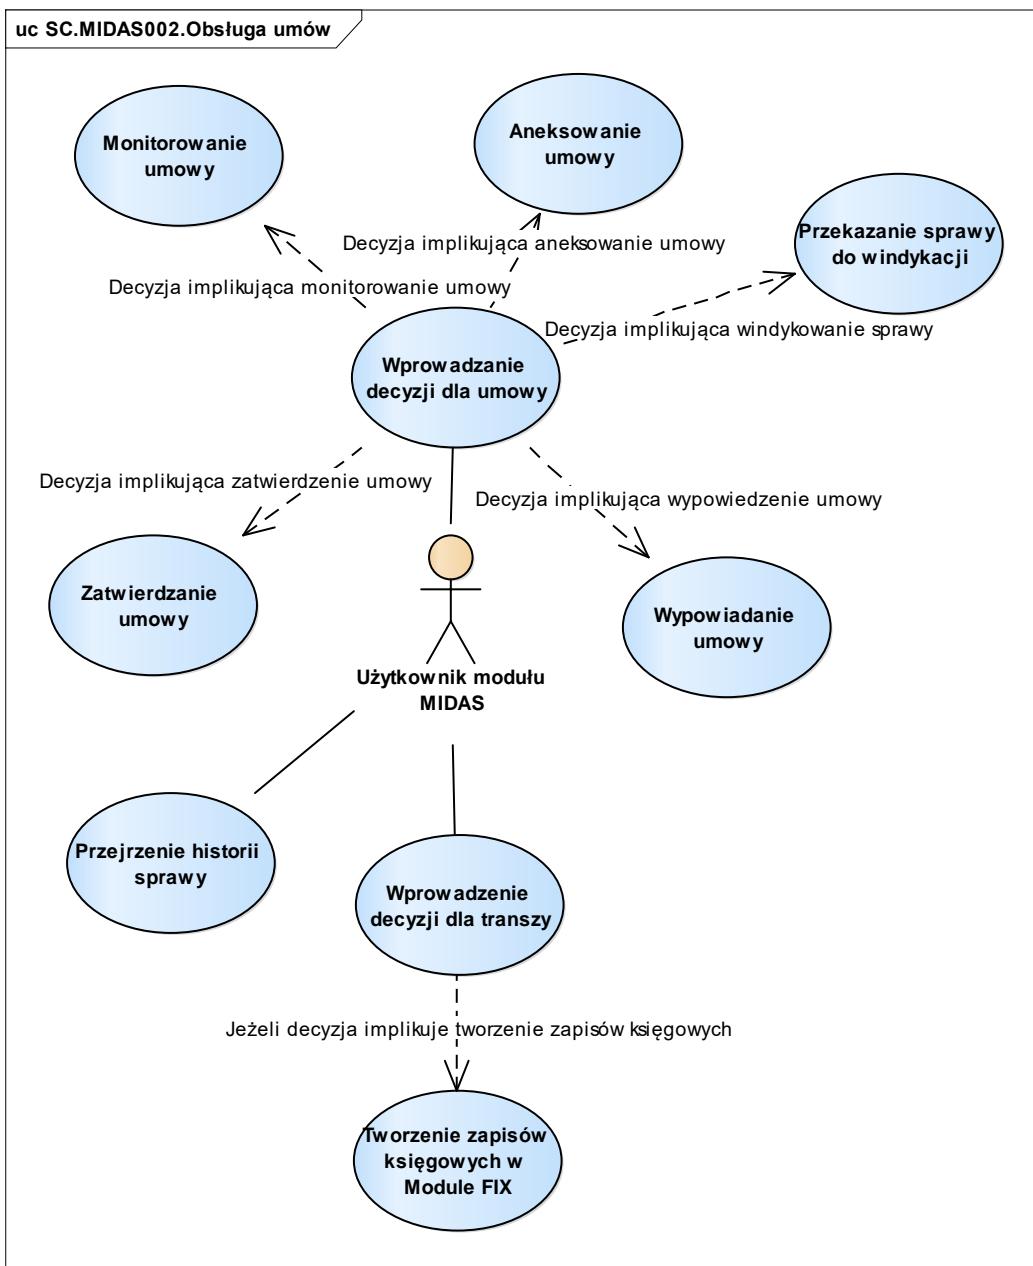 uc SC.MIDAS002.Obsługa umów
Monitorowanie
umowy
Aneksowanie
umowy
Przekazanie sprawy
do windykacji
Decyzja implikująca aneksowanie umowy
Decyzja implikująca monitorowanie umowy
Decyzja implikująca windykowanie sprawy
Wprowadzanie
decyzji dla umowy
Decyzja implikująca zatwierdzenie umowy
Decyzja implikująca wypowiedzenie umowy
Zatwierdzanie
umowy
Wypowiadanie
umowy
Użytkownik modułu
MIDAS
Przejrzenie historii
sprawy
Wprowadzenie
decyzji dla transzy
Jeżeli decyzja implikuje tworzenie zapisów księgowych
Tworzenie zapisów
księgowych w
Module FIX